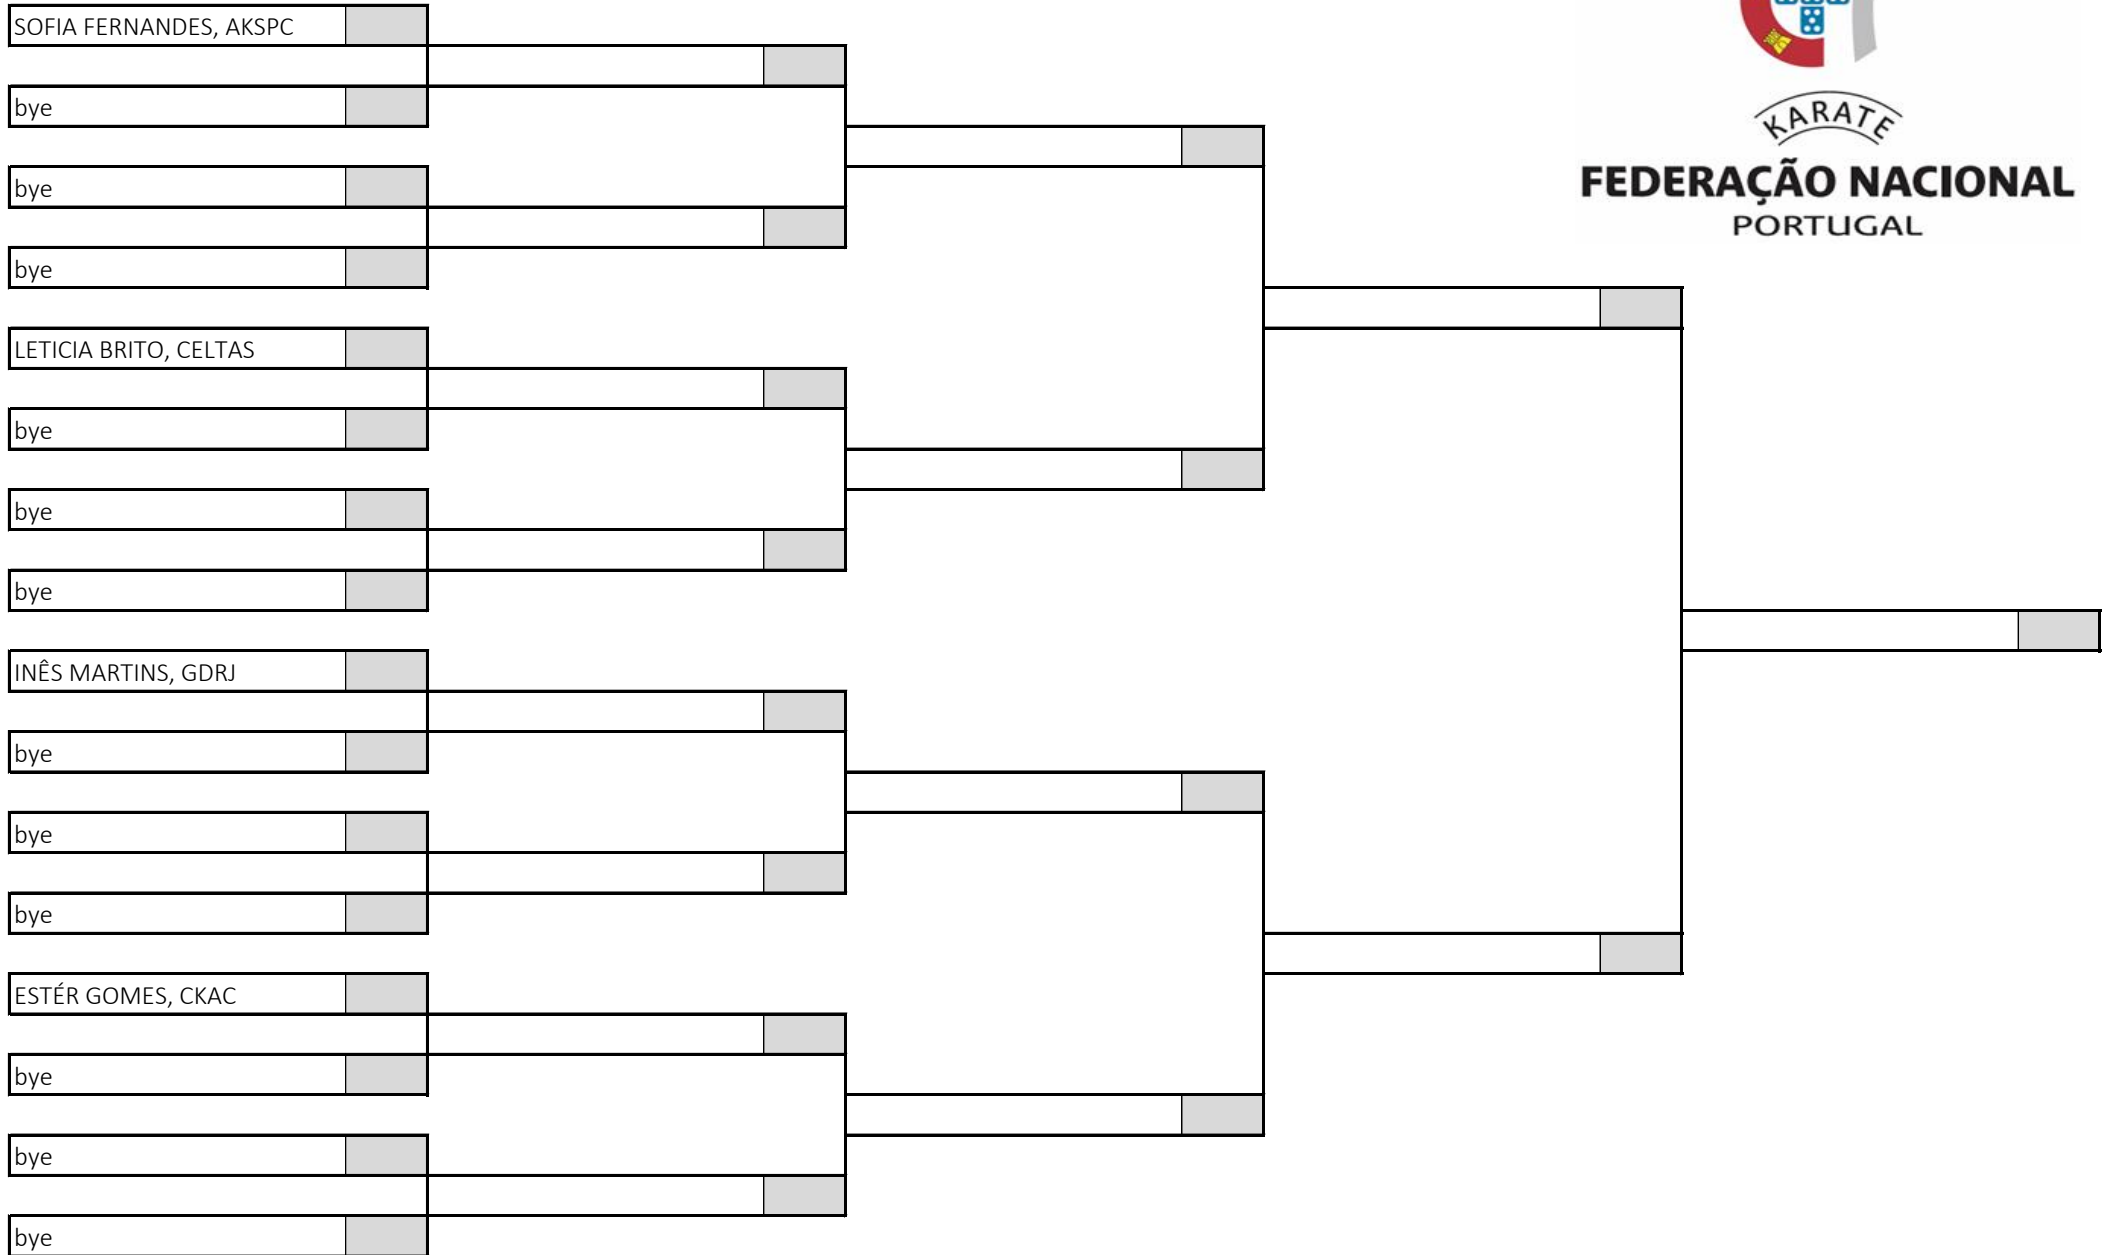 SOFIA FERNANDES, AKSPC
bye
bye
bye
LETICIA BRITO, CELTAS
bye
bye
bye
INÊS MARTINS, GDRJ
bye
bye
bye
ESTÉR GOMES, CKAC
bye
bye
bye
KARATE
FEDERAÇÃO NACIONAL
PORTUGAL